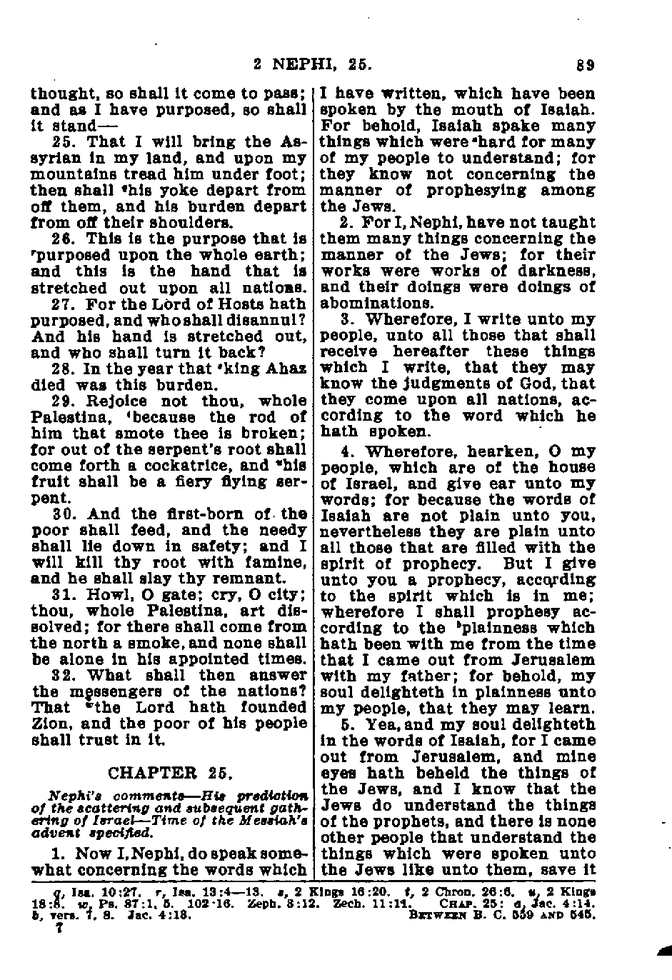 2 NEPHI, 25.
89
thought, so shall it come to pass;
and as I have purposed, so shall
it stand—
25. That I will bring the As-
syrian in my land, and upon my
mountains tread him under foot;
then shall qhis yoke depart from
off them, and his burden depart
from off their shoulders.
26. This is the purpose that is
rpurposed upon the whole earth;
and this is the hand that is
stretched out upon all nations.
27. For the Lord of Hosts hath
purposed, and who shall disannul?
And his hand is stretched out,
and who shall turn it back?
28. In the year that sking Ahaz
died was this burden.
29. Rejoice not thou, whole
Palestina, tbecause the rod of
him that smote thee is broken;
for out of the serpent's root shall
come forth a cockatrice, and uhis
fruit shall be a fiery flying ser-
pent.
30. And the first-born of the
poor shall feed, and the needy
shall lie down in safety; and I
will kill thy root with famine,
and he shall slay thy remnant.
31. Howl, O gate; cry, O city;
thou, whole Palestina, art dis-
solved; for there shall come from
the north a smoke, and none shall
be alone in his appointed times.
32. What shall then answer
the messengers of the nations?
That wthe Lord hath founded
Zion, and the poor of his people
shall trust in it.
CHAPTER 25.
Nephi's comments—His prediction
of the scattering and subsequent gath-
ering of Israel—Time of the Messiah's
advent specified.
1. Now I, Nephi, do speak some-
what concerning the words which
I have written, which have been
spoken by the mouth of Isaiah.
For behold, Isaiah spake many
things which were ahard for many
of my people to understand; for
they know not concerning the
manner of prophesying among
the Jews.
2. For I, Nephi, have not taught
them many things concerning the
manner of the Jews; for their
works were works of darkness,
and their doings were doings of
abominations.
3. Wherefore, I write unto my
people, unto all those that shall
receive hereafter these things
which I write, that they may
know the judgments of God, that
they come upon all nations, ac-
cording to the word which he
hath spoken.
4. Wherefore, hearken, O my
people, which are of the house
of Israel, and give ear unto my
words; for because the words of
Isaiah are not plain unto you,
nevertheless they are plain unto
all those that are filled with the
spirit of prophecy. But I give
unto you a prophecy, according
to the spirit which is in me;
wherefore I shall prophesy ac-
cording to the bplainness which
hath been with me from the time
that I came out from Jerusalem
with my father; for behold, my
soul delighteth in plainness unto
my people, that they may learn.
5. Yea, and my soul delighteth
in the words of Isaiah, for I came
out from Jerusalem, and mine
eyes hath beheld the things of
the Jews, and I know that the
Jews do understand the things
of the prophets, and there is none
other people that understand the
things which were spoken unto
the Jews like unto them, save it
q, Isa. 10:27. r, Isa. 13:4—13. s, 2 Kings 16:20. t, 2 Chron. 26:6. u, 2 Kings
18:8. w, Ps. 87:1, 5. 102·16. Zeph. 3:12. Zech. 11:11. CHAP. 25: a, Jac. 4:14.
b, vers. 7, 8. Jac. 4:13. BETWEEN B. C. 559 AND 545.
7